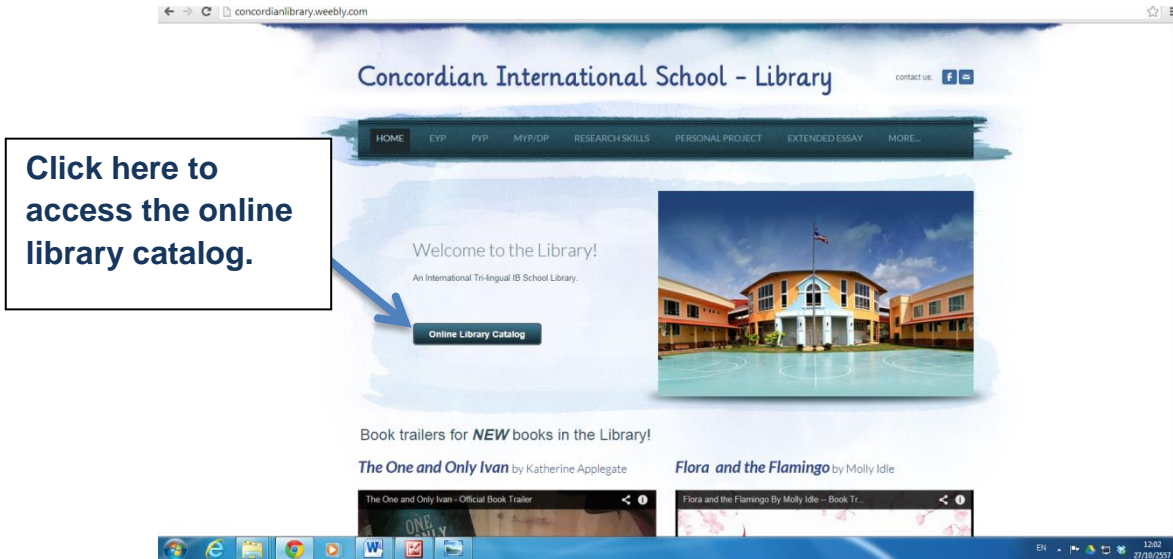 concordianlibrary.weebly.com
Concordian International School - Library
contact us:
HOME EYP PYP MYP/DP RESEARCH SKILLS PERSONAL PROJECT EXTENDED ESSAY MORE...
Click here to
access the online
library catalog.
Welcome to the Library!
An International Tri-lingual IB School Library.
Online Library Catalog
Book trailers for NEW books in the Library!
The One and Only Ivan by Katherine Applegate
Flora and the Flamingo by Molly Idle
The One and Only Ivan - Official Book Trailer
Flora and the Flamingo By Molly Idle -- Book Tr...
ONE
ONLY
EN
12:02
27/10/2557